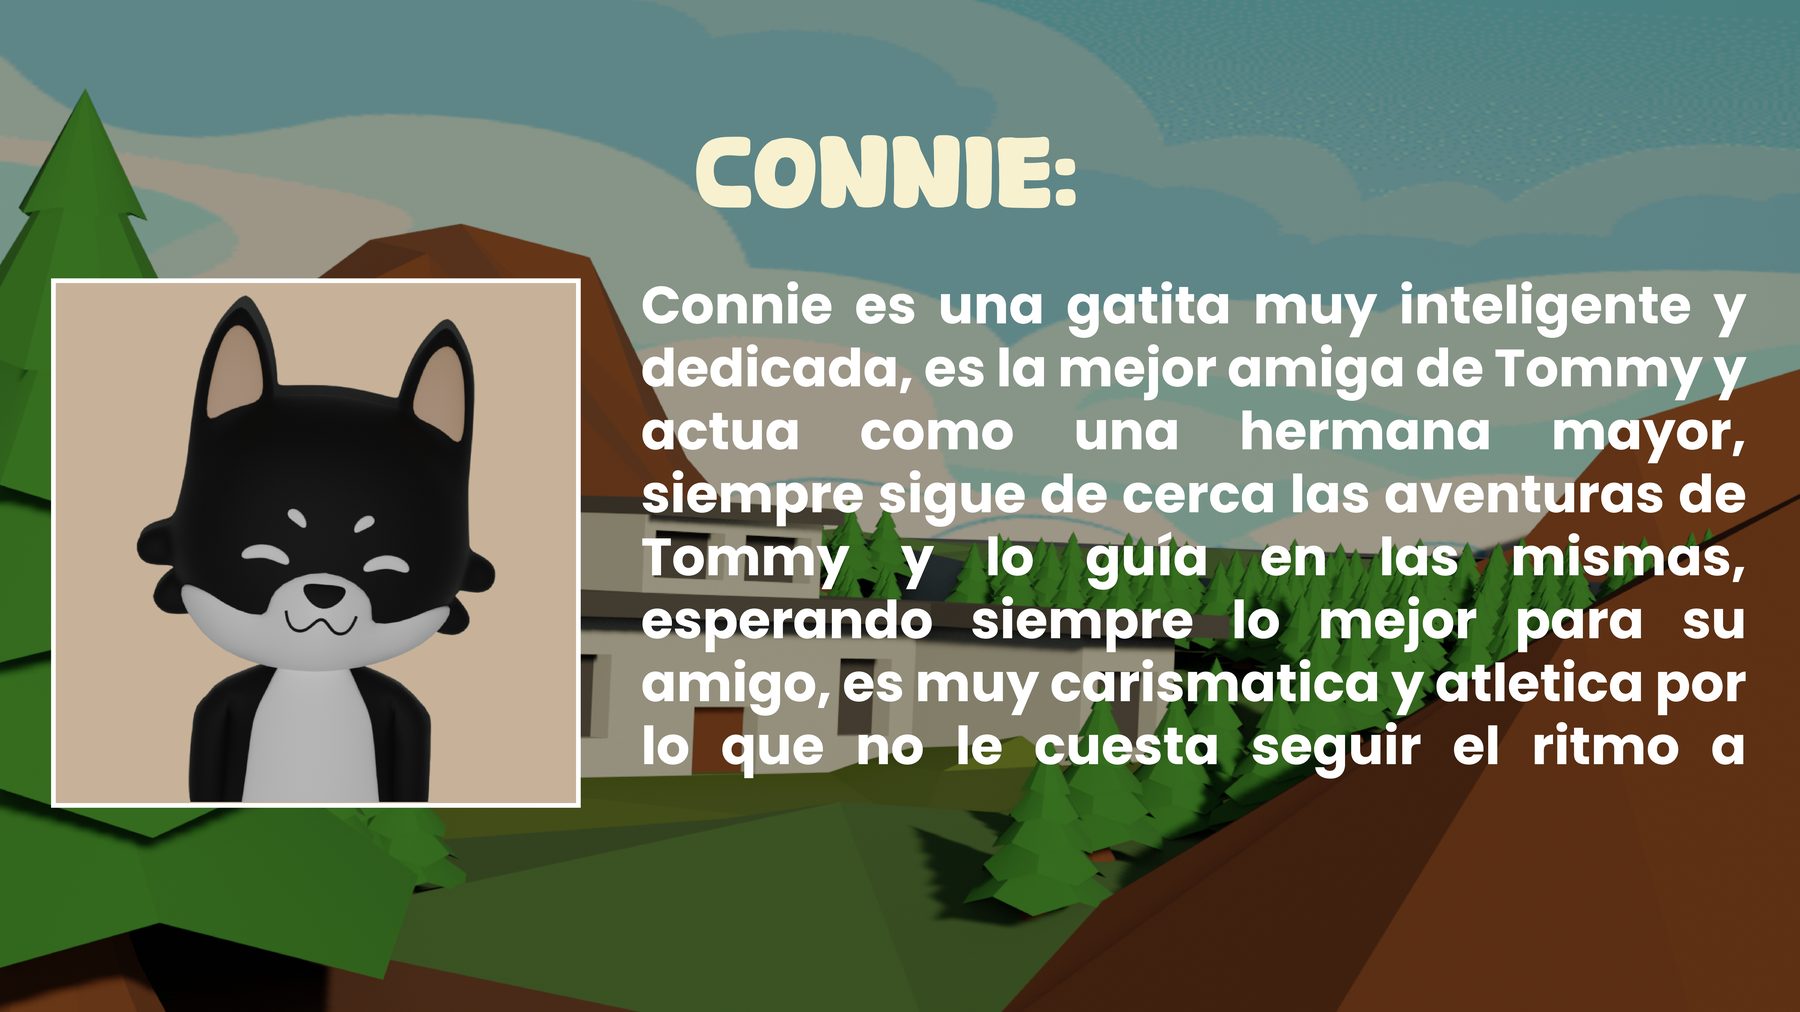 CONNIE:
Connie es una gatita muy inteligente y
dedicada, es la mejor amiga de Tommy y
actua como una hermana mayor,
siempre sigue de cerca las aventuras de
Tommy y lo guía en las mismas,
esperando siempre lo mejor para su
amigo, es muy carismatica y atletica por
lo que no le cuesta seguir el ritmo a